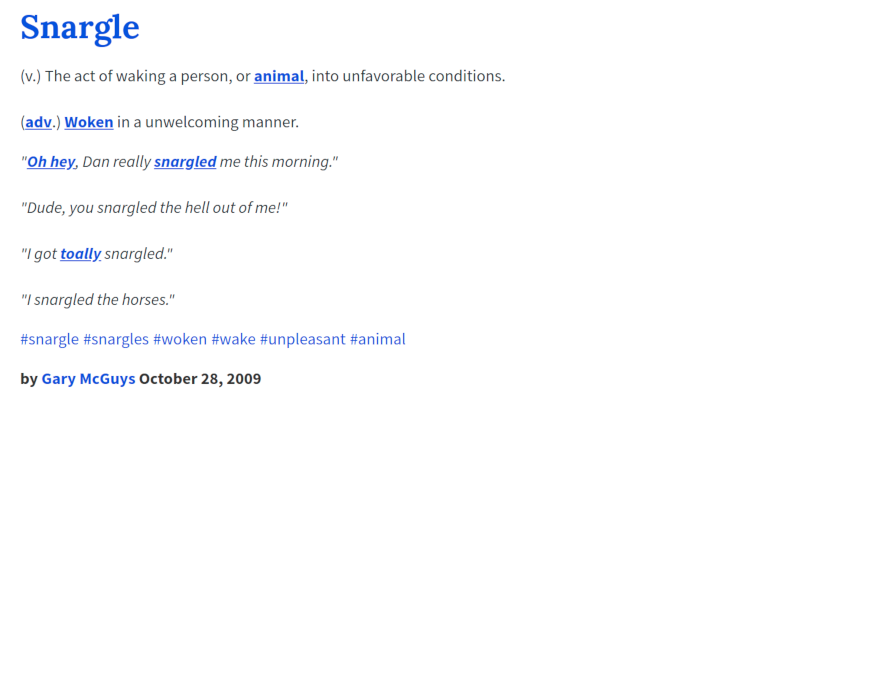 Snargle
(v.) The act of waking a person, or animal, into unfavorable conditions.
(adv.) Woken in a unwelcoming manner.
"Oh hey, Dan really snargled me this morning."
"Dude, you snargled the hell out of me!"
"I got toally snargled."
"I snargled the horses."
#snargle #snargles #woken #wake #unpleasant #animal
by Gary McGuys October 28, 2009